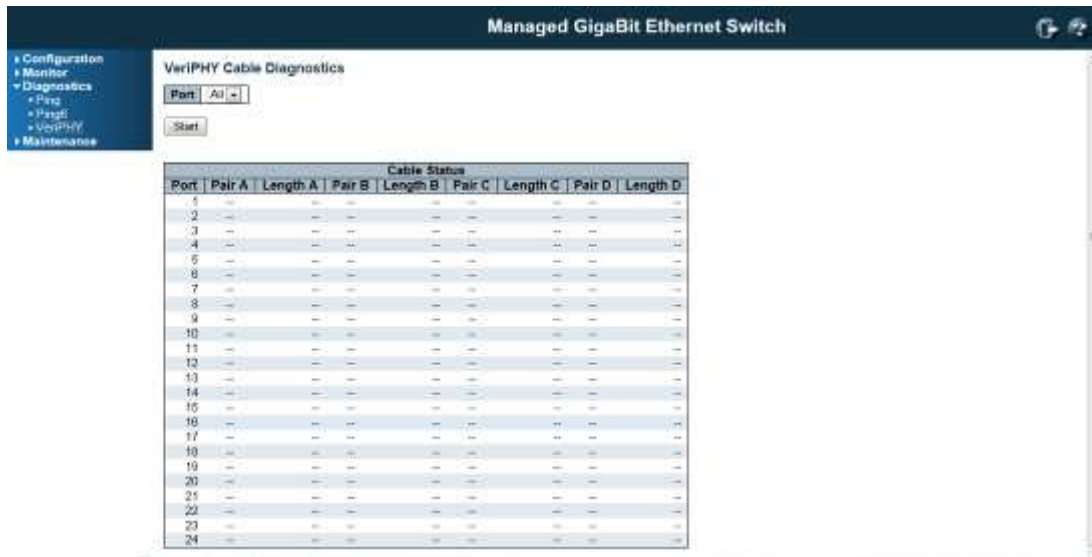 Managed GigaBit Ethernet Switch
Configuration
Monitor
Diagnostics
Ping
Ping6
VeriPHY
Maintenance
VeriPHY Cable Diagnostics
Port All
Start
Cable Status
Port Pair A Length A Pair B Length B Pair C Length C Pair D Length D
1 -- -- -- -- -- -- -- --
2 -- -- -- -- -- -- -- --
3 -- -- -- -- -- -- -- --
4 -- -- -- -- -- -- -- --
5 -- -- -- -- -- -- -- --
6 -- -- -- -- -- -- -- --
7 -- -- -- -- -- -- -- --
8 -- -- -- -- -- -- -- --
9 -- -- -- -- -- -- -- --
10 -- -- -- -- -- -- -- --
11 -- -- -- -- -- -- -- --
12 -- -- -- -- -- -- -- --
13 -- -- -- -- -- -- -- --
14 -- -- -- -- -- -- -- --
15 -- -- -- -- -- -- -- --
16 -- -- -- -- -- -- -- --
17 -- -- -- -- -- -- -- --
18 -- -- -- -- -- -- -- --
19 -- -- -- -- -- -- -- --
20 -- -- -- -- -- -- -- --
21 -- -- -- -- -- -- -- --
22 -- -- -- -- -- -- -- --
23 -- -- -- -- -- -- -- --
24 -- -- -- -- -- -- -- --